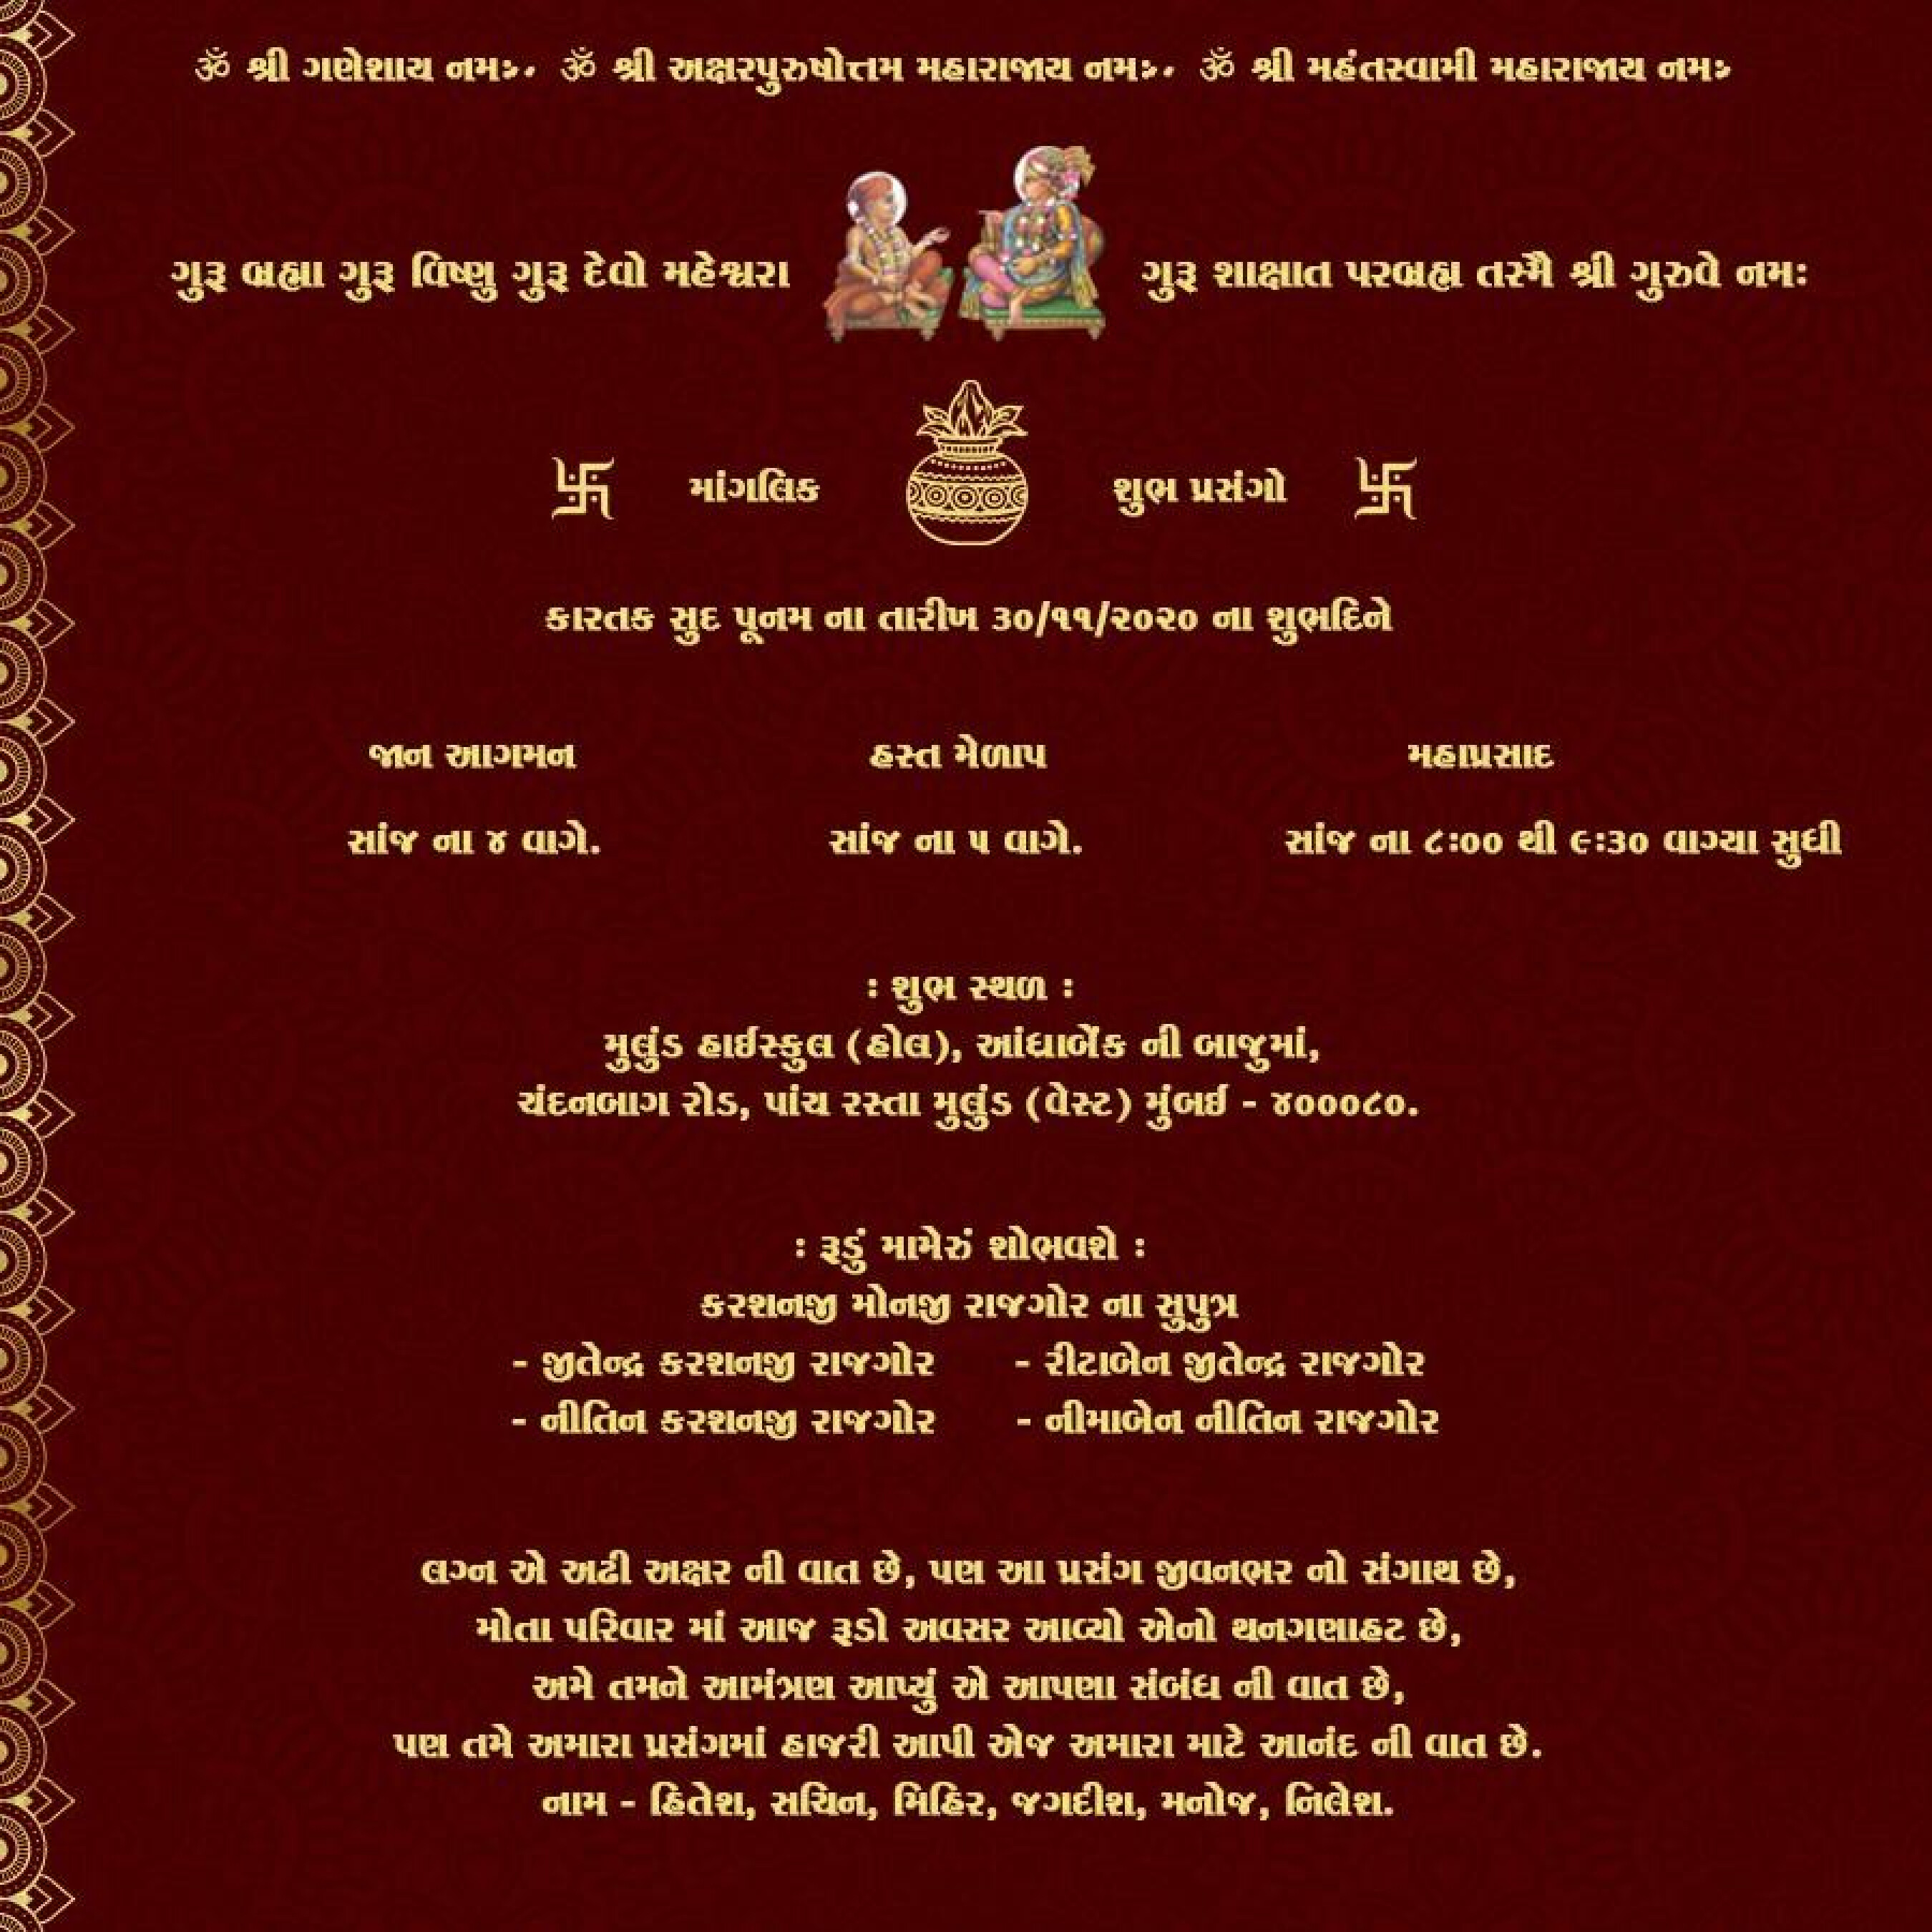 ૐ શ્રી ગણેશાય નમઃ. ૐ શ્રી અક્ષરપુરુષોત્તમ મહારાજાય નમઃ. ૐ શ્રી મહંતસ્વામી મહારાજાય નમઃ
ગુરૂ બ્રહ્મા ગુરૂ વિષ્ણુ ગુરૂ દેવો મહેશ્વરા ગુરૂ શાક્ષાત પરબ્રહ્મ તસ્મૈ શ્રી ગુરુવે નમઃ
માંગલિક શુભ પ્રસંગો
કારતક સુદ પૂનમ ના તારીખ ૩૦/૧૧/૨૦૨૦ ના શુભદિને
જાન આગમન હસ્ત મેળાપ મહાપ્રસાદ
સાંજ ના ૪ વાગે. સાંજ ના ૫ વાગે. સાંજ ના ૮:૦૦ થી ૯:૩૦ વાગ્યા સુધી
: શુભ સ્થળ :
મુલુંડ હાઈસ્કુલ (હોલ), આંધ્રાબેંક ની બાજુમાં,
ચંદનબાગ રોડ, પાંચ રસ્તા મુલુંડ (વેસ્ટ) મુંબઈ - ૪૦૦૦૮૦.
: રૂડું મામેરું શોભવશે :
કરશનજી મોનજી રાજગોર ના સુપુત્ર
- જીતેન્દ્ર કરશનજી રાજગોર - રીટાબેન જીતેન્દ્ર રાજગોર
- નીતિન કરશનજી રાજગોર - નીમાબેન નીતિન રાજગોર
લગ્ન એ અઢી અક્ષર ની વાત છે, પણ આ પ્રસંગ જીવનભર નો સંગાથ છે,
મોતા પરિવાર માં આજ રૂડો અવસર આવ્યો એનો થનગણાહટ છે,
અમે તમને આમંત્રણ આપ્યું એ આપણા સંબંધ ની વાત છે,
પણ તમે અમારા પ્રસંગમાં હાજરી આપી એજ અમારા માટે આનંદ ની વાત છે.
નામ - હિતેશ, સચિન, મિહિર, જગદીશ, મનોજ, નિલેશ.